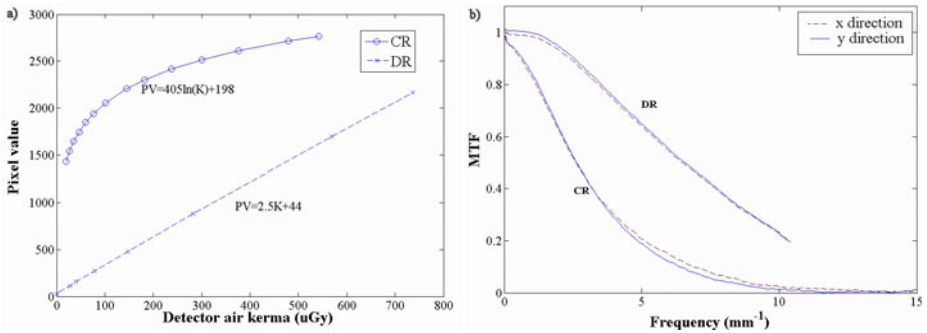 a)
3000
2500
2000
1500
1000
500
0
Pixel value
CR
DR
PV=405ln(K)+198
PV=2.5K+44
0 100 200 300 400 500 600 700 800
Detector air kerma (uGy)
b)
1
0.8
0.6
0.4
0.2
0
MTF
x direction
y direction
DR
CR
0 5 10 15
Frequency (mm⁻¹)